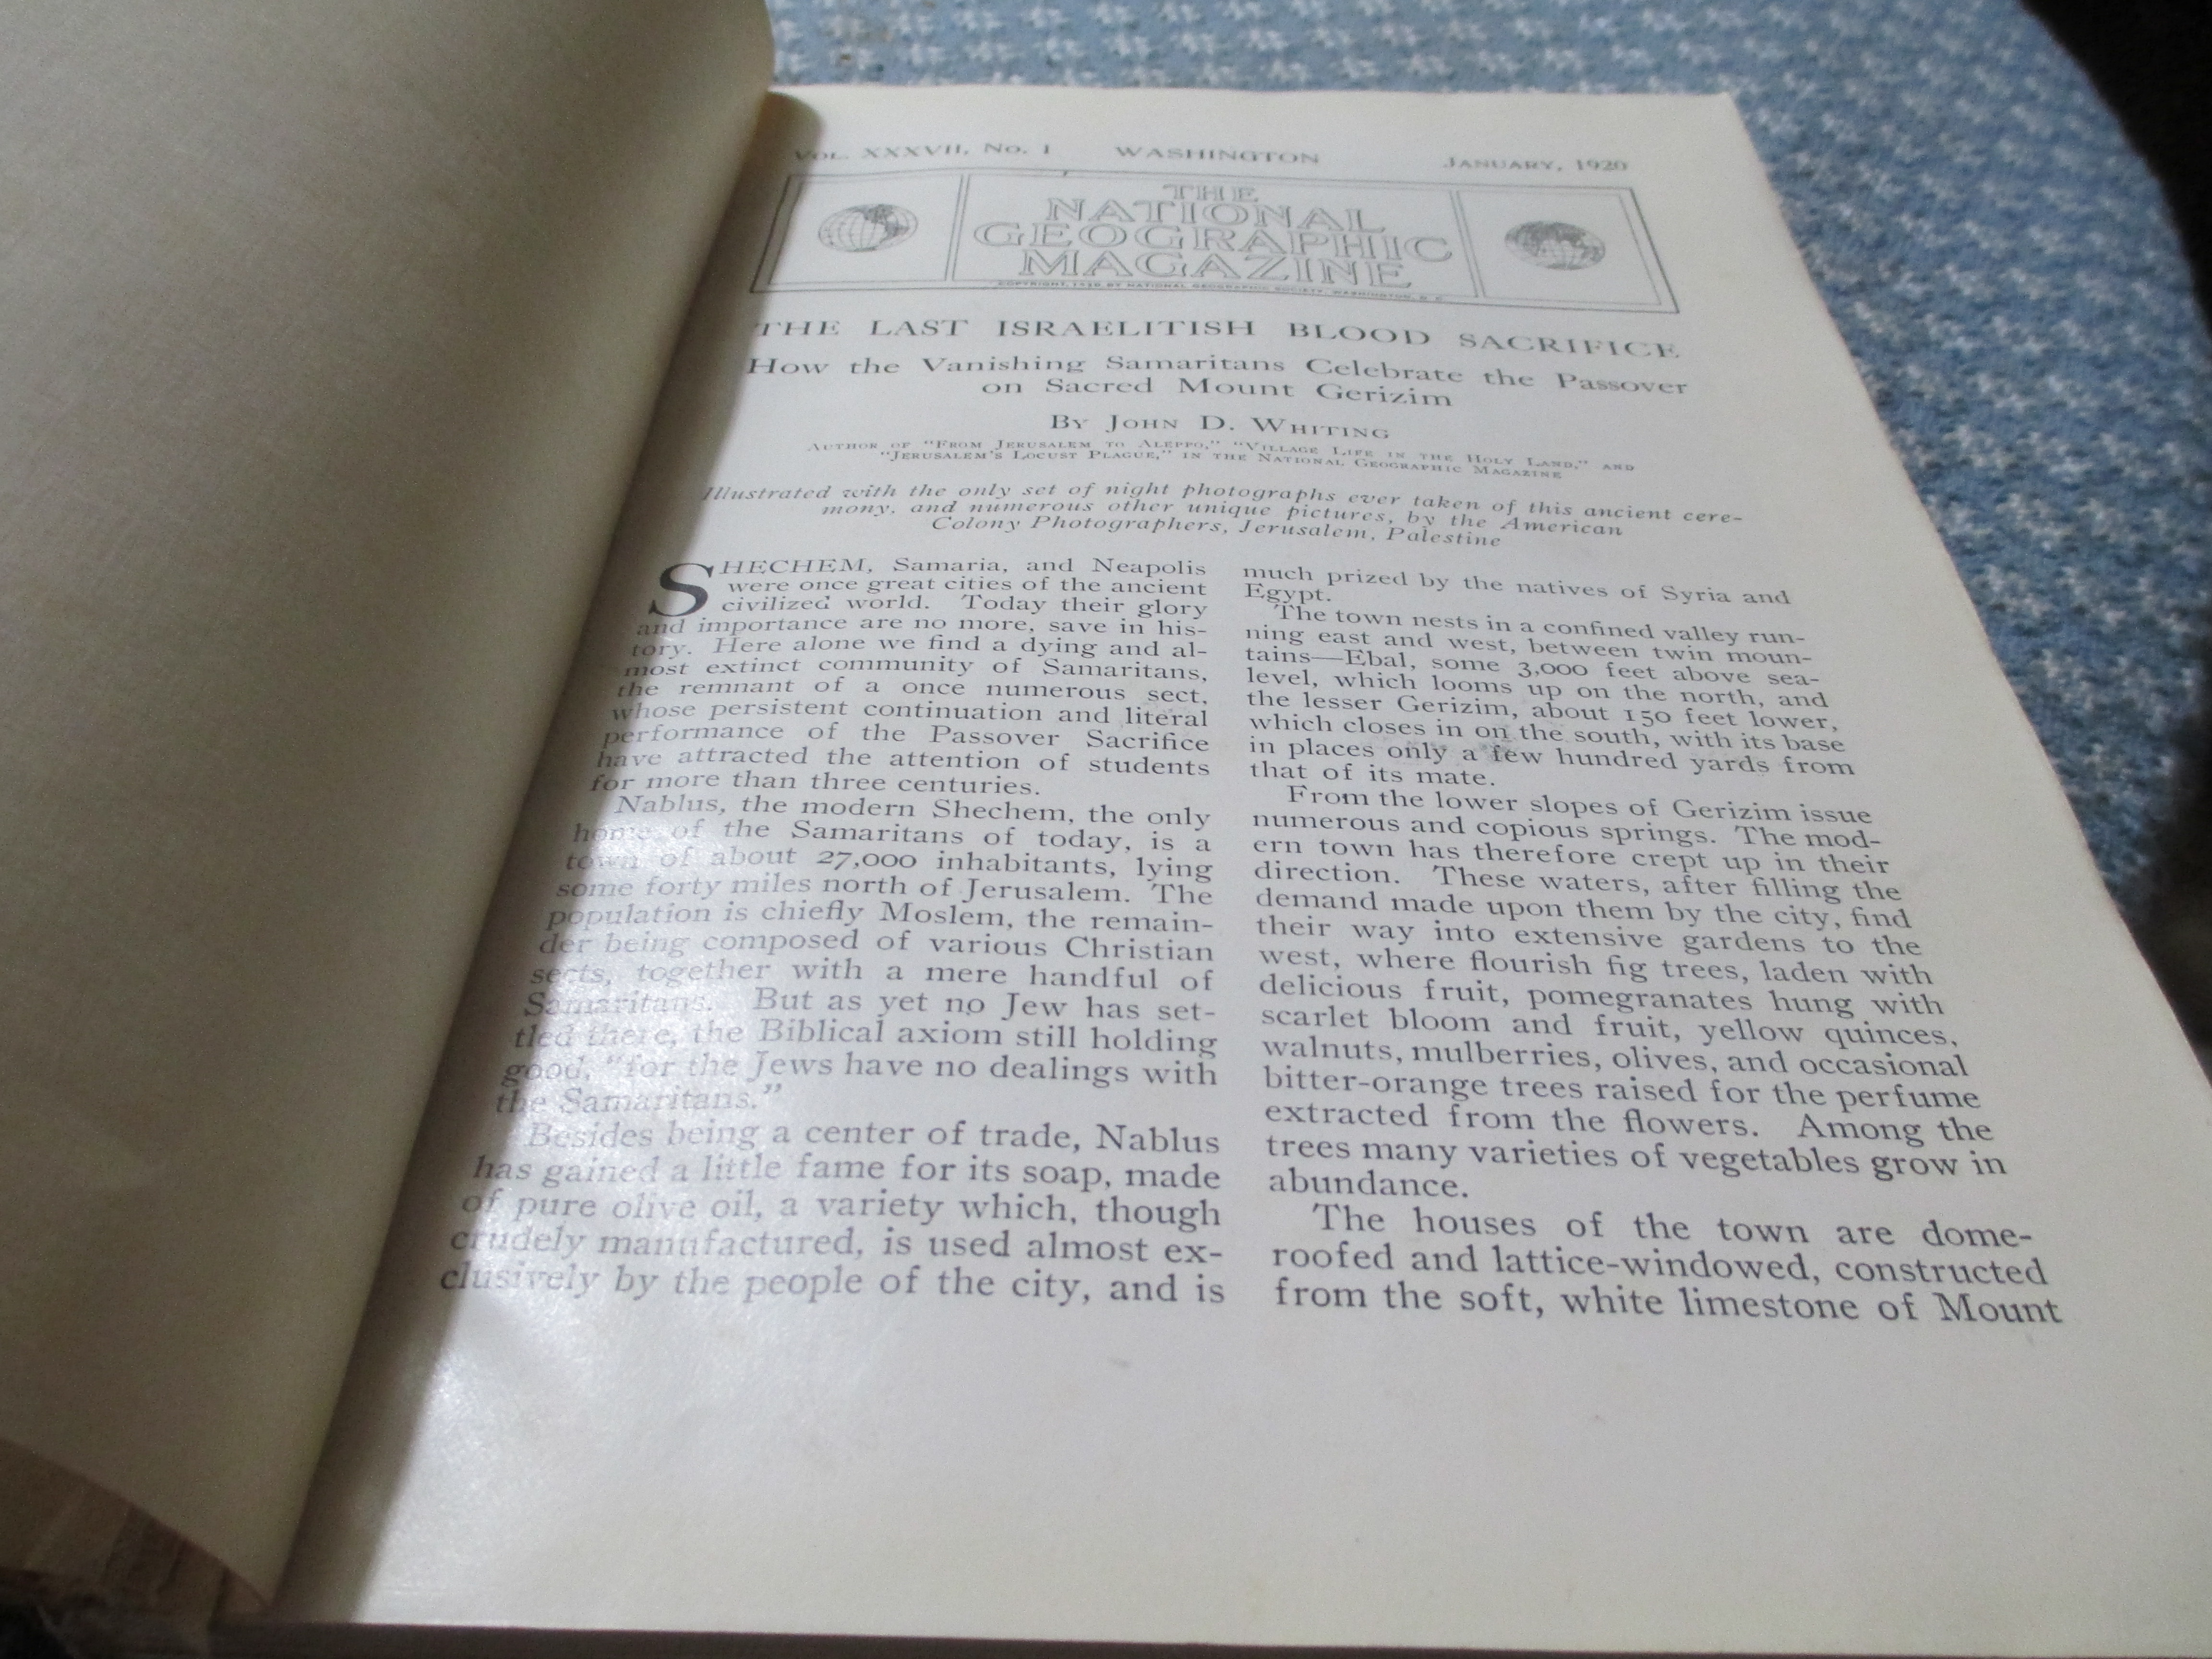 VOL. XXXVII, No. 1 WASHINGTON JANUARY, 1920
THE
NATIONAL
GEOGRAPHIC
MAGAZINE
COPYRIGHT, 1920 BY NATIONAL GEOGRAPHIC SOCIETY, WASHINGTON, D. C.
THE LAST ISRAELITISH BLOOD SACRIFICE
How the Vanishing Samaritans Celebrate the Passover
on Sacred Mount Gerizim
By John D. Whiting
Author of "From Jerusalem to Aleppo," "Village Life in the Holy Land," and
"Jerusalem's Locust Plague," in the National Geographic Magazine
Illustrated with the only set of night photographs ever taken of this ancient cere-
mony, and numerous other unique pictures, by the American
Colony Photographers, Jerusalem, Palestine
SHECHEM, Samaria, and Neapolis
were once great cities of the ancient
civilized world. Today their glory
and importance are no more, save in his-
tory. Here alone we find a dying and al-
most extinct community of Samaritans,
the remnant of a once numerous sect,
whose persistent continuation and literal
performance of the Passover Sacrifice
have attracted the attention of students
for more than three centuries.
Nablus, the modern Shechem, the only
home of the Samaritans of today, is a
town of about 27,000 inhabitants, lying
some forty miles north of Jerusalem. The
population is chiefly Moslem, the remain-
der being composed of various Christian
sects, together with a mere handful of
Samaritans. But as yet no Jew has set-
tled there, the Biblical axiom still holding
good, "for the Jews have no dealings with
the Samaritans."
Besides being a center of trade, Nablus
has gained a little fame for its soap, made
of pure olive oil, a variety which, though
crudely manufactured, is used almost ex-
clusively by the people of the city, and is
much prized by the natives of Syria and
Egypt.
The town nests in a confined valley run-
ning east and west, between twin moun-
tains—Ebal, some 3,000 feet above sea-
level, which looms up on the north, and
the lesser Gerizim, about 150 feet lower,
which closes in on the south, with its base
in places only a few hundred yards from
that of its mate.
From the lower slopes of Gerizim issue
numerous and copious springs. The mod-
ern town has therefore crept up in their
direction. These waters, after filling the
demand made upon them by the city, find
their way into extensive gardens to the
west, where flourish fig trees, laden with
delicious fruit, pomegranates hung with
scarlet bloom and fruit, yellow quinces,
walnuts, mulberries, olives, and occasional
bitter-orange trees raised for the perfume
extracted from the flowers. Among the
trees many varieties of vegetables grow in
abundance.
The houses of the town are dome-
roofed and lattice-windowed, constructed
from the soft, white limestone of Mount